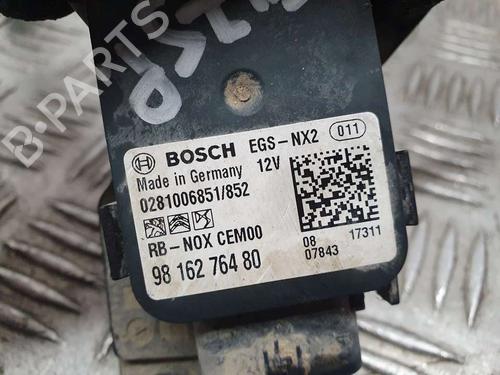 BOSCH EGS-NX2 011
Made in Germany 12V
0281006851/852
RB-NOX CEM00
98 162 764 80
08 17311
07843
B-PARTS